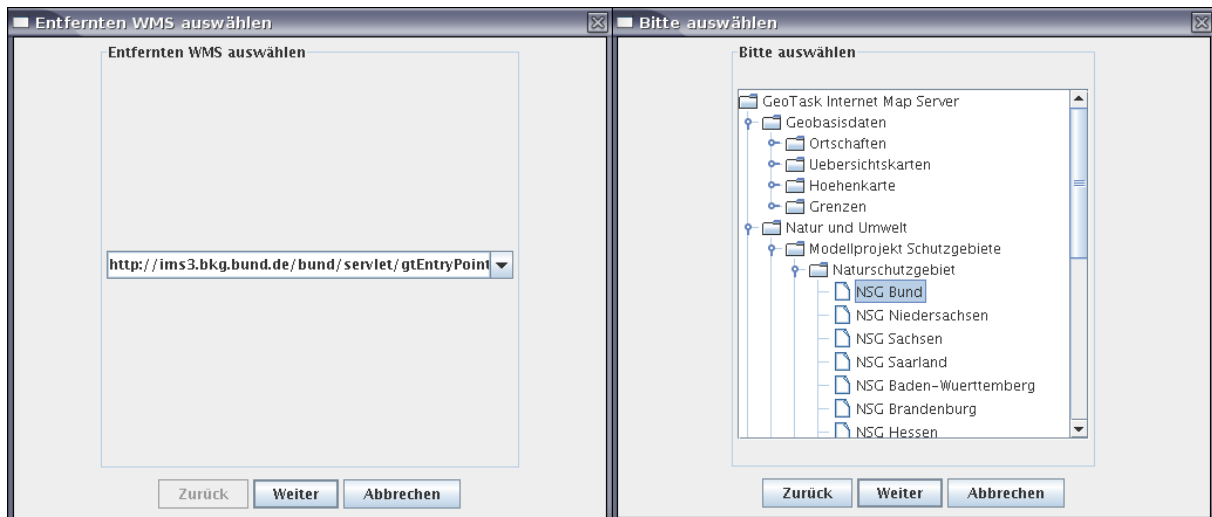 Entfernten WMS auswählen
Entfernten WMS auswählen
http://ims3.bkg.bund.de/bund/servlet/gtEntryPoint
Zurück Weiter Abbrechen
Bitte auswählen
Bitte auswählen
GeoTask Internet Map Server
Geobasisdaten
Ortschaften
Uebersichtskarten
Hoehenkarte
Grenzen
Natur und Umwelt
Modellprojekt Schutzgebiete
Naturschutzgebiet
NSG Bund
NSG Niedersachsen
NSG Sachsen
NSG Saarland
NSG Baden-Wuerttemberg
NSG Brandenburg
NSG Hessen
Zurück Weiter Abbrechen